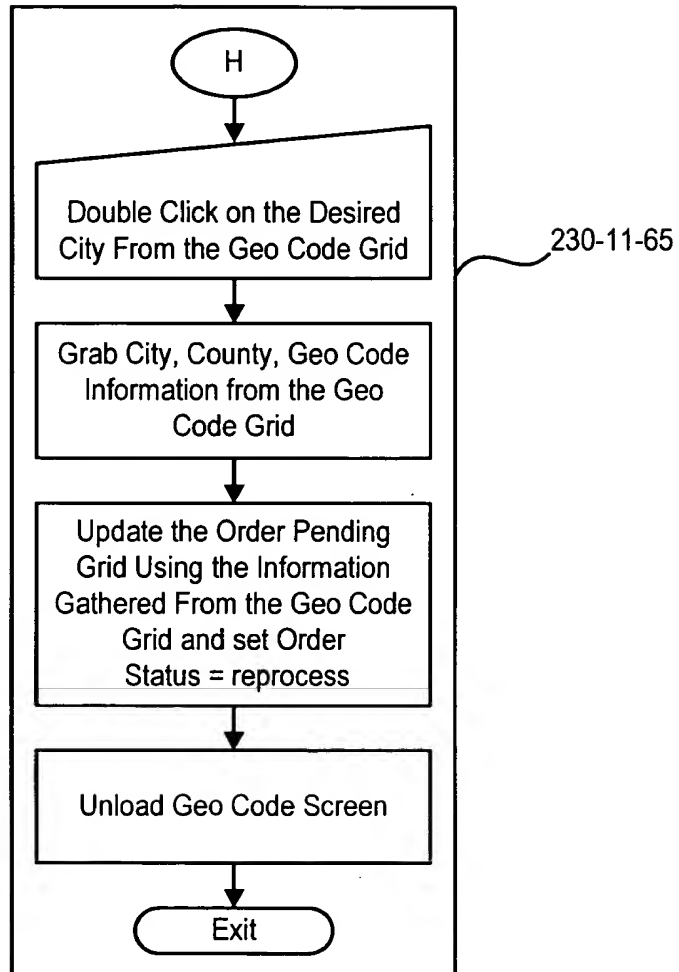 H
Double Click on the Desired
City From the Geo Code Grid
230-11-65
Grab City, County, Geo Code
Information from the Geo
Code Grid
Update the Order Pending
Grid Using the Information
Gathered From the Geo Code
Grid and set Order
Status = reprocess
Unload Geo Code Screen
Exit